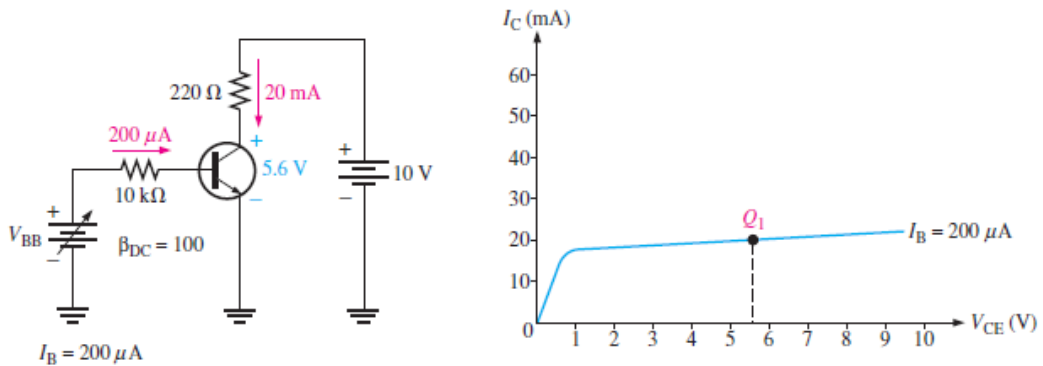 220 Ω
20 mA
200 μA
+
5.6 V
−
10 kΩ
+
10 V
−
+
V_BB
−
β_DC = 100
I_B = 200 μA
I_C (mA)
60
50
40
30
20
10
0
Q_1
I_B = 200 μA
1 2 3 4 5 6 7 8 9 10
V_CE (V)